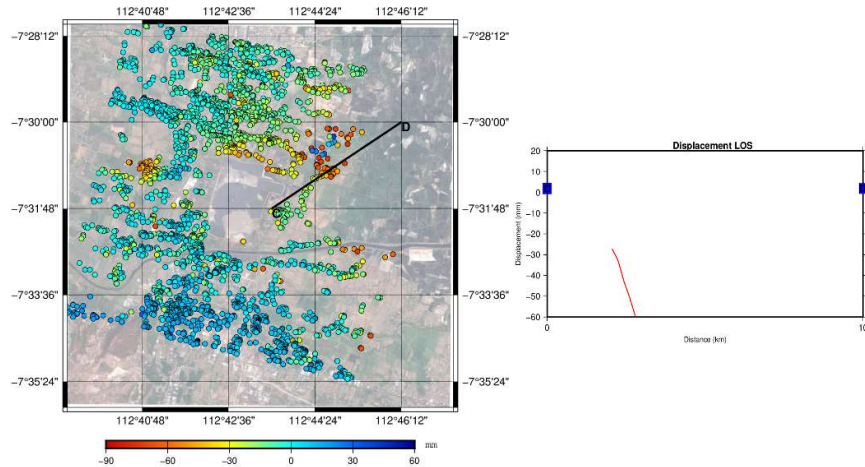 112°40'48" 112°42'36" 112°44'24" 112°46'12"
-7°28'12" -7°28'12"
-7°30'00" -7°30'00"
D
-7°31'48" -7°31'48"
C
-7°33'36" -7°33'36"
-7°35'24" -7°35'24"
112°40'48" 112°42'36" 112°44'24" 112°46'12"
mm
-90 -60 -30 0 30 60
Displacement LOS
20
10
0
-10
-20
-30
-40
-50
-60
Displacement (mm)
0 10
Distance (km)